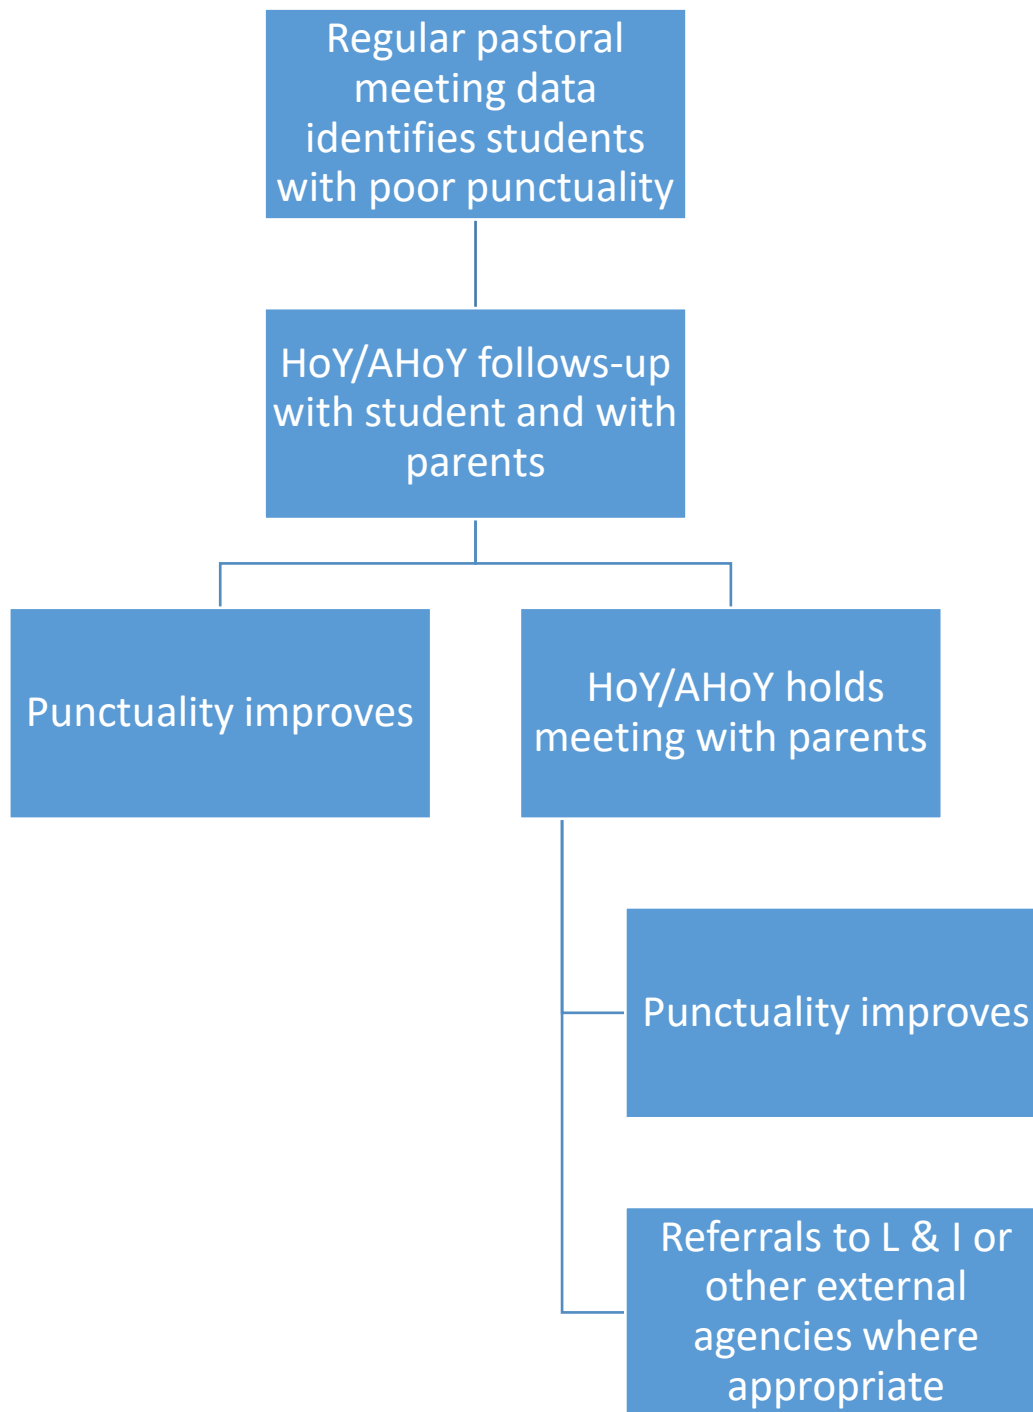 Regular pastoral
meeting data
identifies students
with poor punctuality
HoY/AHoY follows-up
with student and with
parents
Punctuality improves
HoY/AHoY holds
meeting with parents
Punctuality improves
Referrals to L & I or
other external
agencies where
appropriate